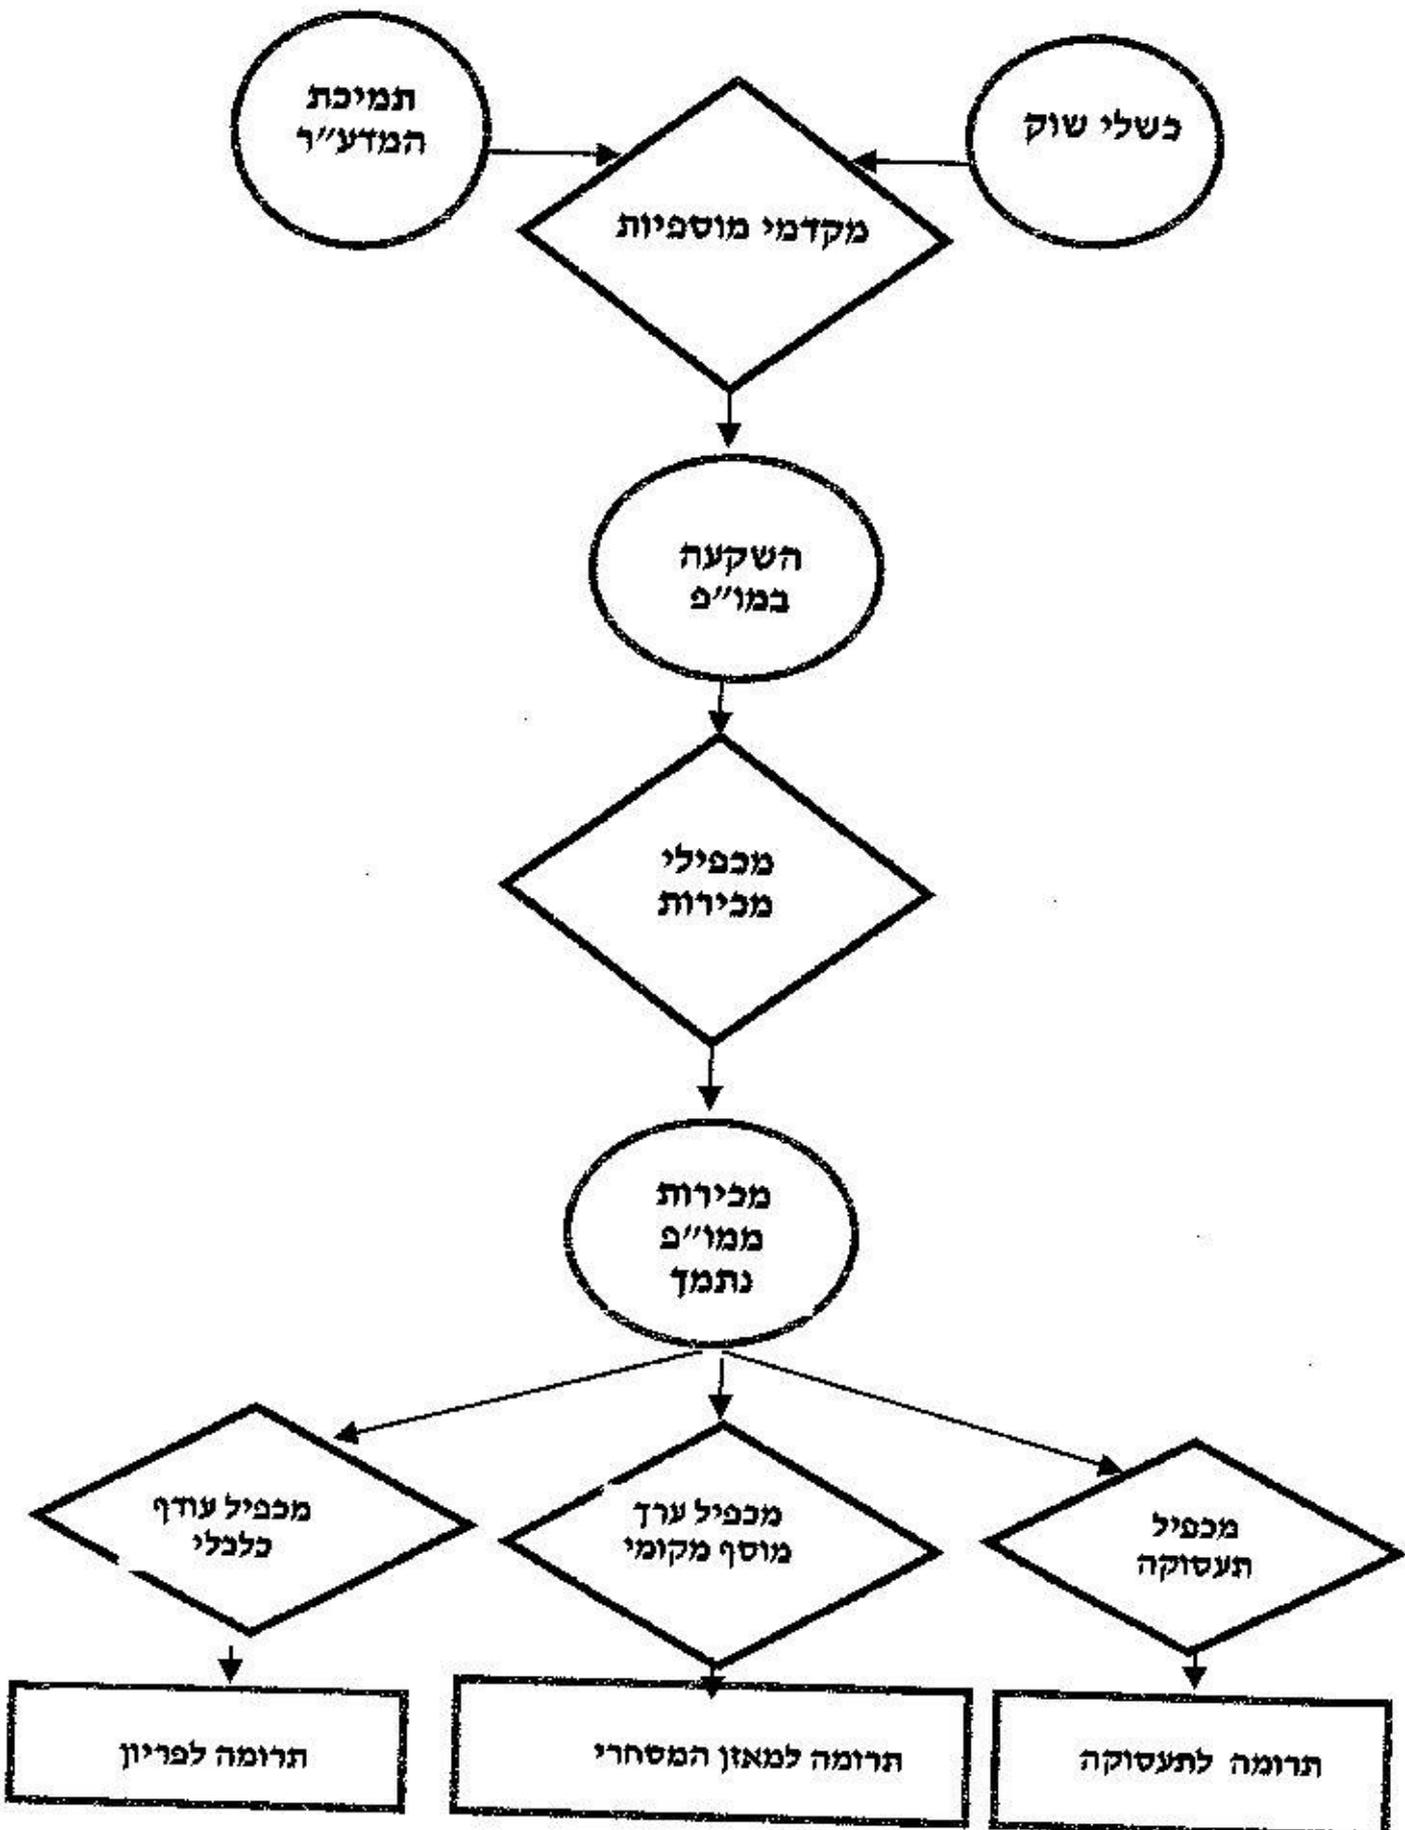 כשלי שוק
תמיכת
המדע״ר
מקדמי מוספיות
השקעה
במו״פ
מכפילי
מכירות
מכירות
ממו״פ
נתמך
מכפיל
תעסוקה
מכפיל ערך
מוסף מקומי
מכפיל עודף
כלכלי
תרומה לתעסוקה
תרומה למאזן המסחרי
תרומה לפריון